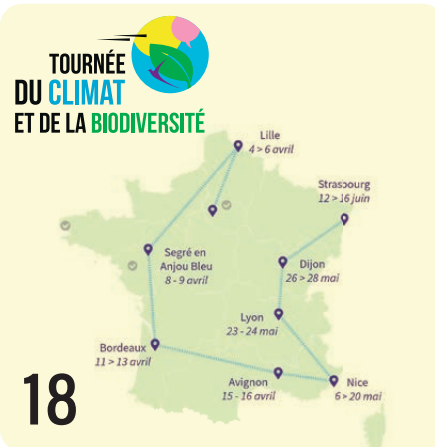 TOURNÉE
DU CLIMAT
ET DE LA BIODIVERSITÉ
Lille
4 > 6 avril
Strasbourg
12 > 16 juin
Segré en
Anjou Bleu
8 - 9 avril
Dijon
26 > 28 mai
Lyon
23 - 24 mai
Bordeaux
11 > 13 avril
Avignon
15 - 16 avril
Nice
6 > 20 mai
18